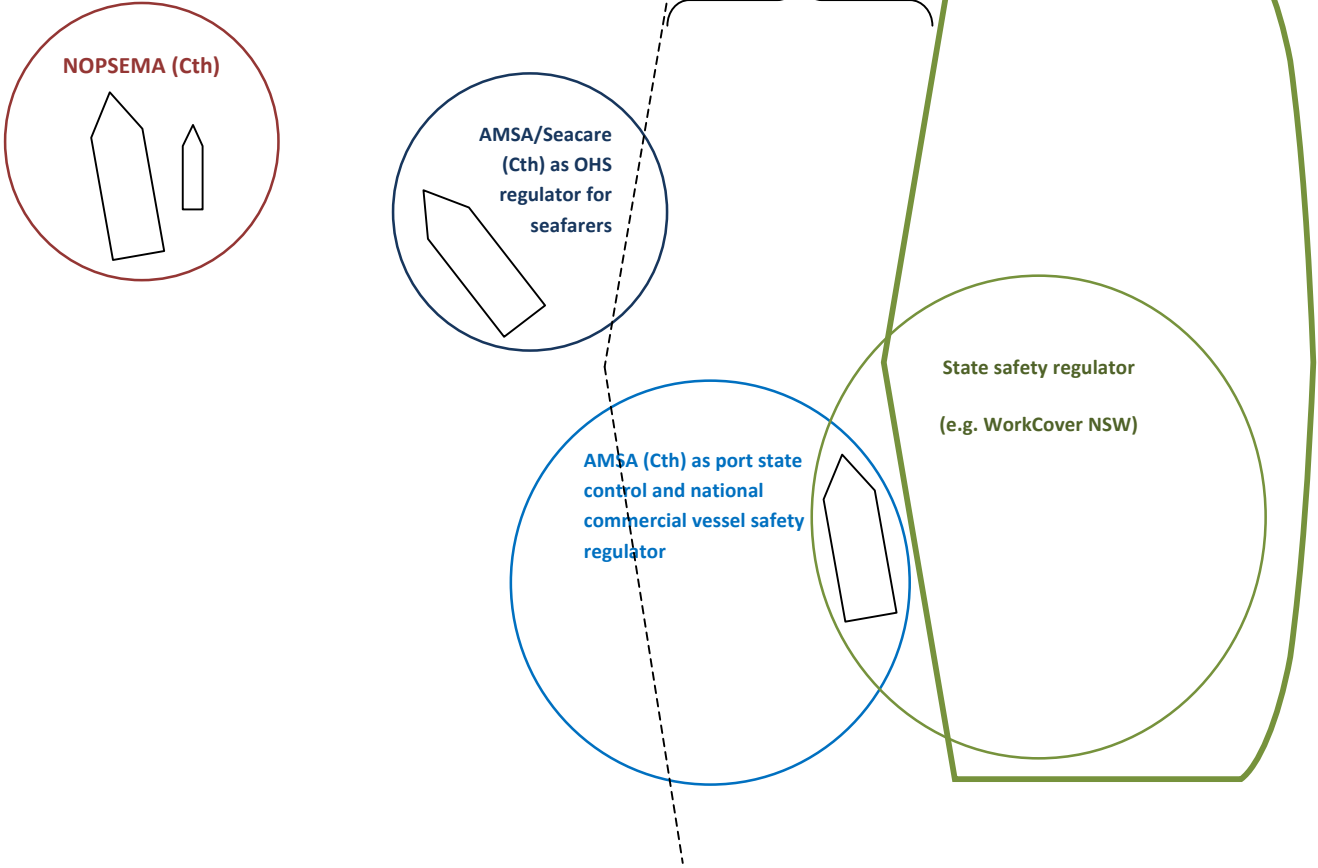 NOPSEMA (Cth)
AMSA/Seacare
(Cth) as OHS
regulator for
seafarers
State safety regulator
(e.g. WorkCover NSW)
AMSA (Cth) as port state
control and national
commercial vessel safety
regulator